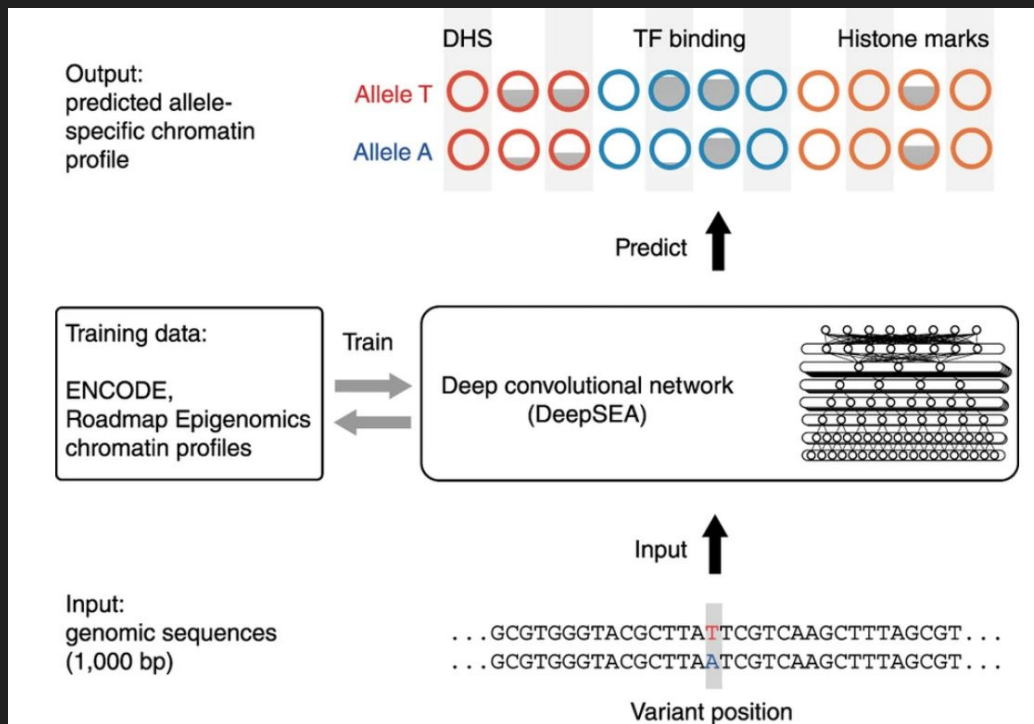 DHS TF binding Histone marks
Output:
predicted allele-
specific chromatin
profile
Allele T
Allele A
Predict
Training data:
ENCODE,
Roadmap Epigenomics
chromatin profiles
Train
Deep convolutional network
(DeepSEA)
Input
Input:
genomic sequences
(1,000 bp)
...GCGTGGGTACGCTTATTCGTCAAGCTTTAGCGT...
...GCGTGGGTACGCTTAATCGTCAAGCTTTAGCGT...
Variant position